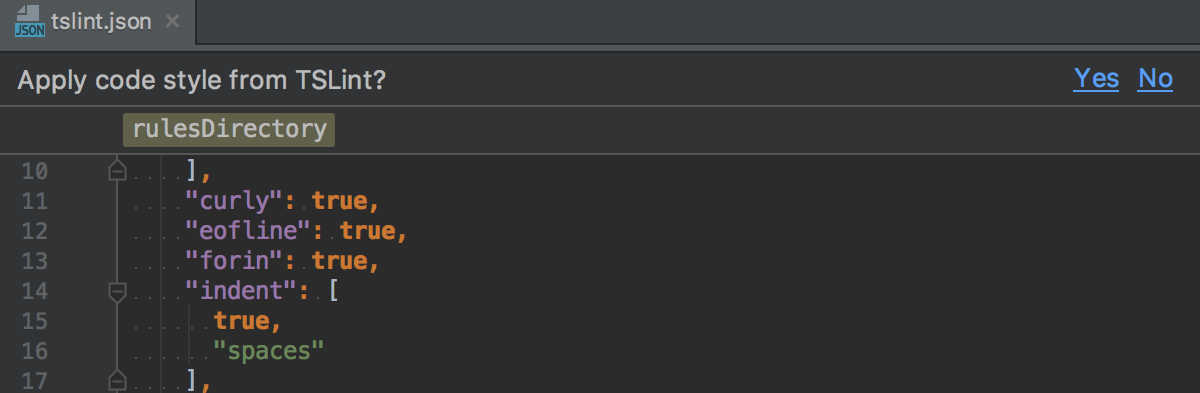 JSON tslint.json ×
Apply code style from TSLint? Yes No
rulesDirectory
10 ],
11 "curly": true,
12 "eofline": true,
13 "forin": true,
14 "indent": [
15 true,
16 "spaces"
17 ],